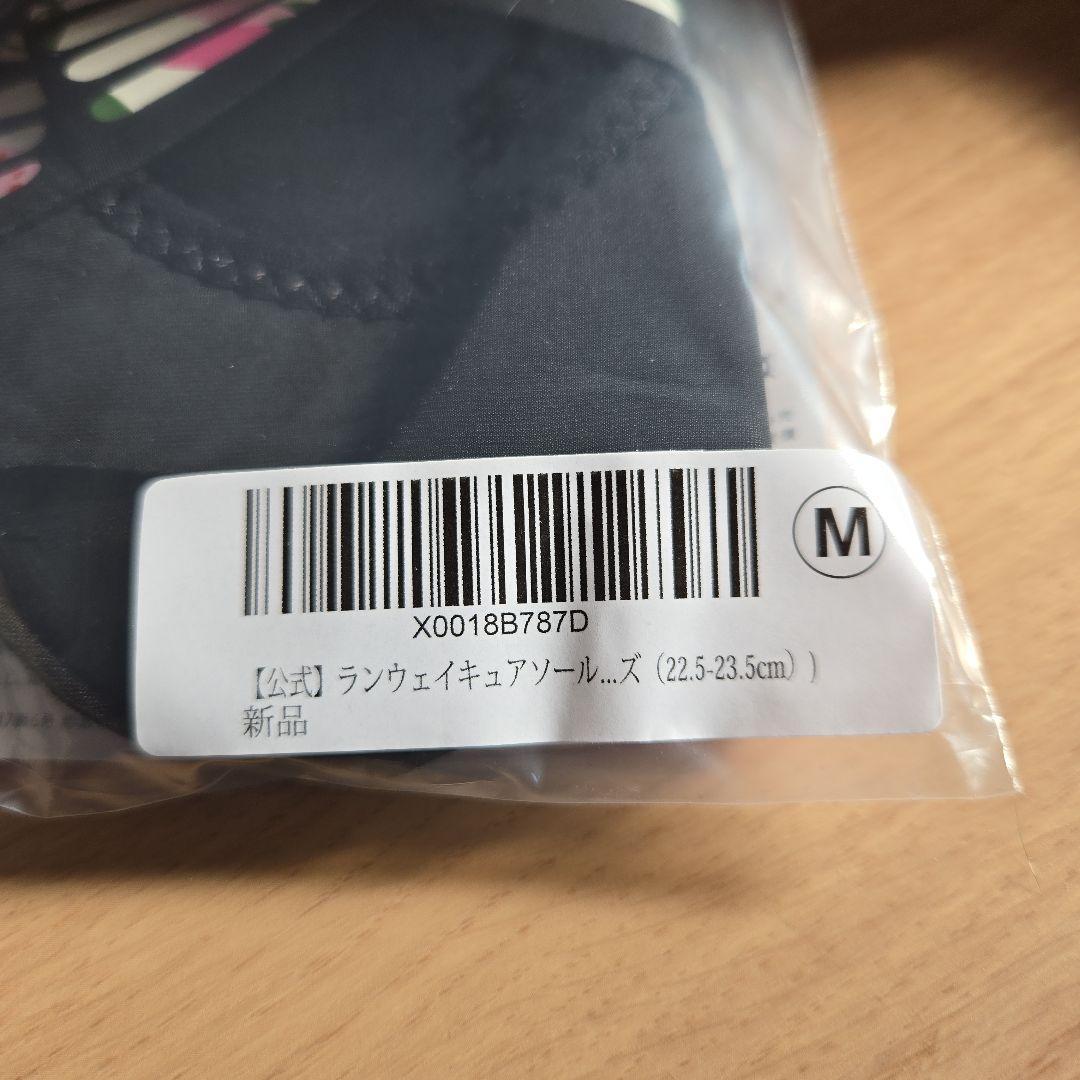 M
X0018B787D
【公式】ランウェイキュアソール...ズ（22.5-23.5cm）)
新品